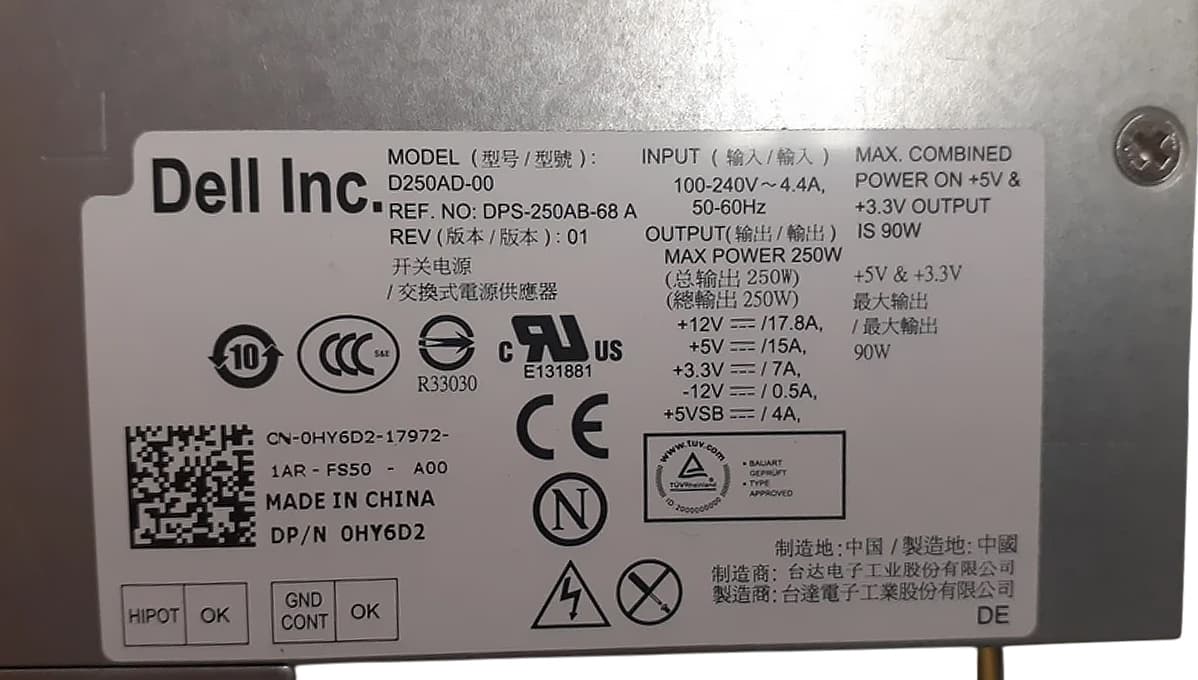 Dell Inc.
MODEL (型号/型號):
D250AD-00
REF. NO: DPS-250AB-68 A
REV (版本/版本): 01
开关电源
/交換式電源供應器
INPUT (输入/輸入)
100-240V～4.4A,
50-60Hz
OUTPUT(输出/輸出)
MAX POWER 250W
(总输出 250W)
(總輸出 250W)
+12V ⎓ /17.8A,
+5V ⎓ /15A,
+3.3V ⎓ / 7A,
-12V ⎓ / 0.5A,
+5VSB ⎓ / 4A,
MAX. COMBINED
POWER ON +5V &
+3.3V OUTPUT
IS 90W
+5V & +3.3V
最大输出
/最大輸出
90W
10
CCC S&E
R33030
C RU US
E131881
CE
N
CN-0HY6D2-17972-
1AR - FS50 - A00
MADE IN CHINA
DP/N 0HY6D2
www.tuv.com
TÜVRheinland
ID:2000000000
• BAUART
GEPRÜFT
• TYPE
APPROVED
制造地:中国/製造地:中國
制造商: 台达电子工业股份有限公司
製造商:台達電子工業股份有限公司
DE
HIPOT OK
GND
CONT OK